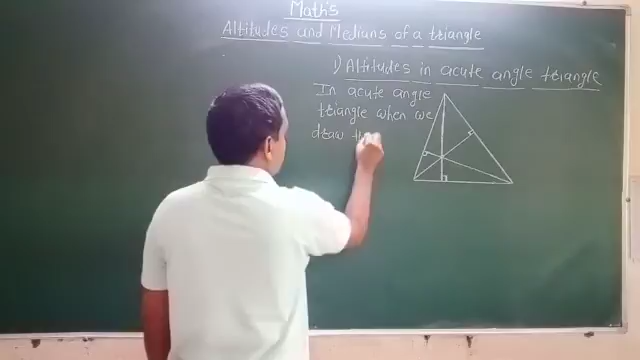 Maths
Altitudes and Medians of a triangle
1) Altitudes in acute angle triangle
In acute angle
triangle when we
draw